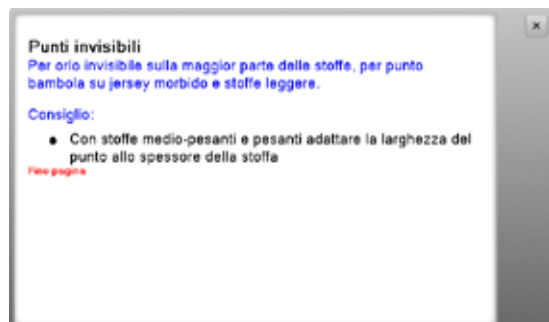 Punti invisibili
Per orlo invisibile sulla maggior parte delle stoffe, per punto
bambola su jersey morbido e stoffe leggere.
Consiglio:
• Con stoffe medio-pesanti e pesanti adattare la larghezza del
punto allo spessore della stoffa
Fine pagina